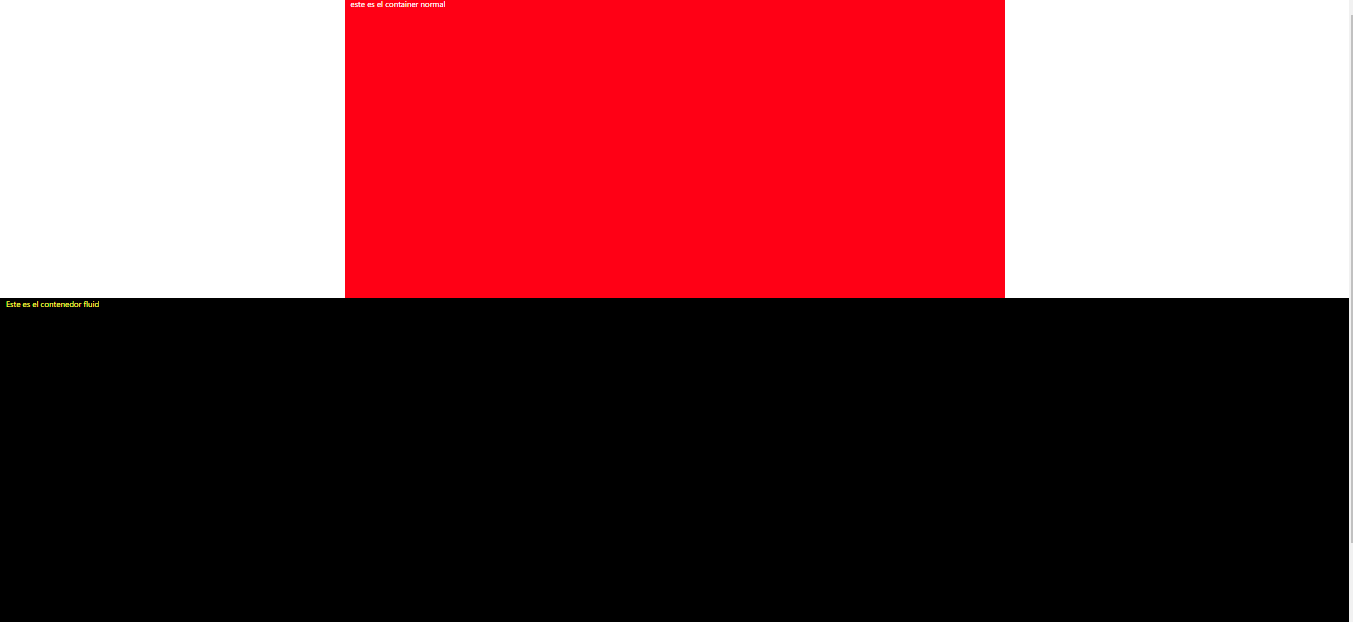 este es el container normal
Este es el contenedor fluid